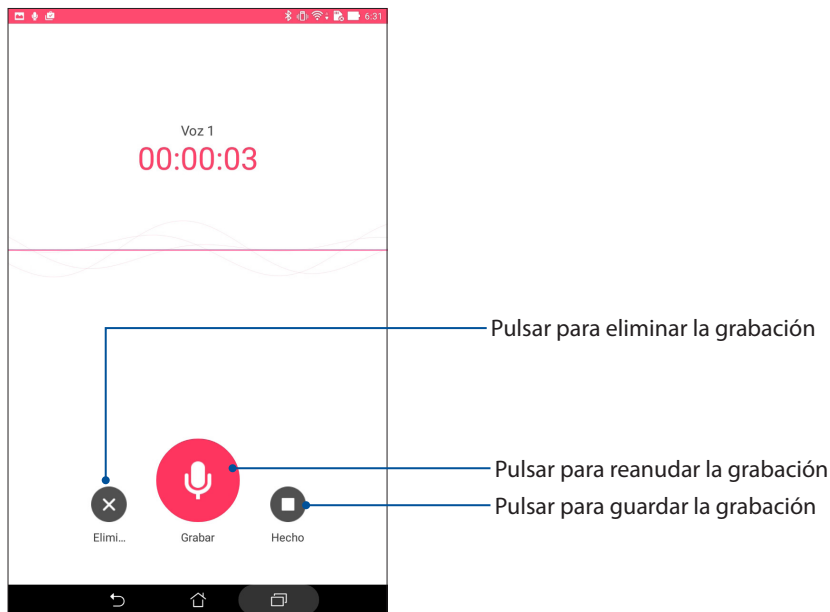 6:31
Voz 1
00:00:03
Pulsar para eliminar la grabación
Pulsar para reanudar la grabación
Pulsar para guardar la grabación
Elimi...
Grabar
Hecho